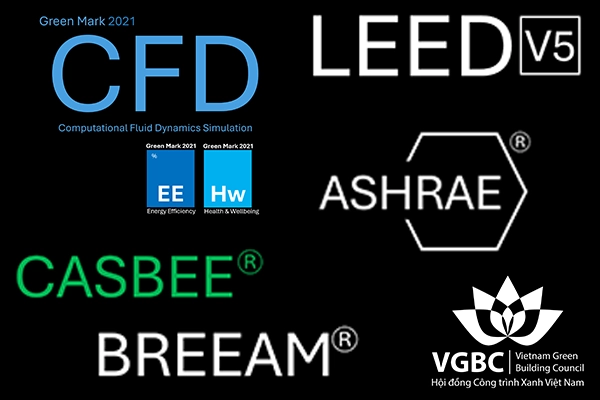 Green Mark 2021
CFD
Computational Fluid Dynamics Simulation
Green Mark 2021
%
EE
Energy Efficiency
Green Mark 2021
Hw
Health & Wellbeing
LEED V5
ASHRAE®
CASBEE®
BREEAM®
VGBC
Vietnam Green
Building Council
Hội đồng Công trình Xanh Việt Nam